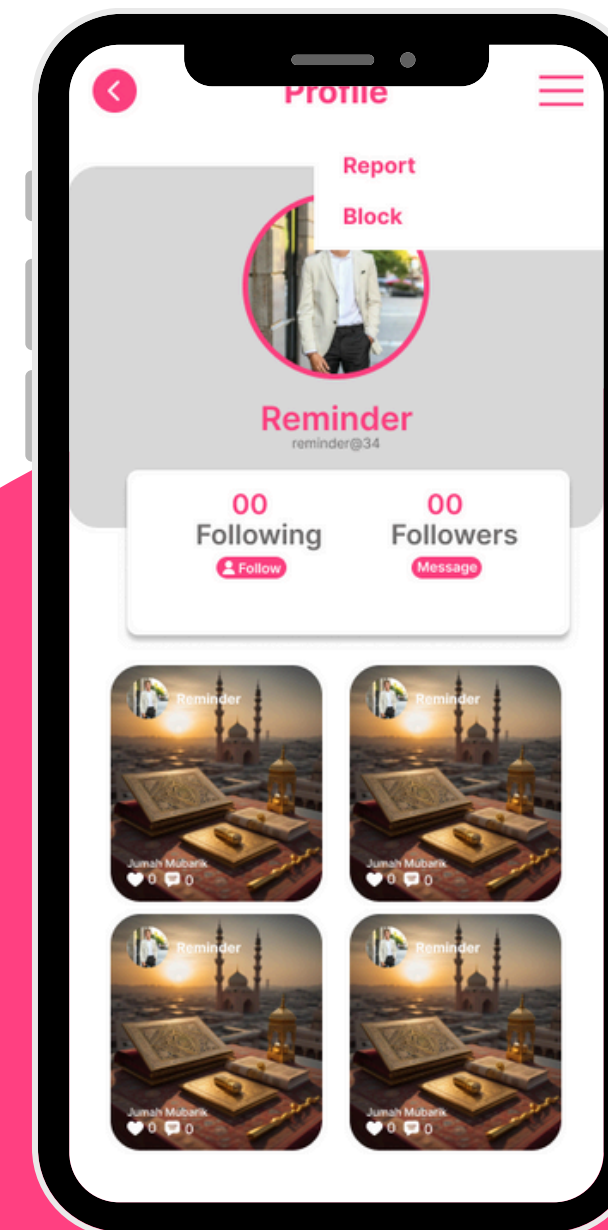 Profile
Report
Block
Reminder
reminder@34
00 00
Following Followers
Follow Message
Reminder Reminder
Jumah Mubarik Jumah Mubarik
0 0 0 0
Reminder Reminder
Jumah Mubarik Jumah Mubarik
0 0 0 0